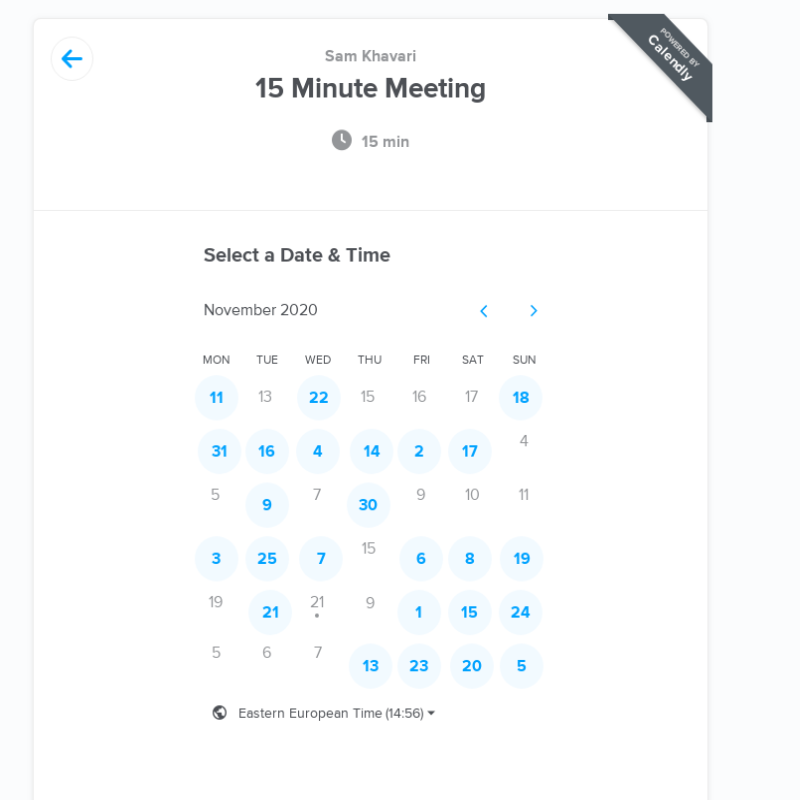 Sam Khavari
15 Minute Meeting
POWERED BY
Calendly
15 min
Select a Date & Time
November 2020
MON TUE WED THU FRI SAT SUN
11 13 22 15 16 17 18
31 16 4 14 2 17 4
5 9 7 30 9 10 11
3 25 7 15 6 8 19
19 21 21 9 1 15 24
5 6 7 13 23 20 5
Eastern European Time (14:56)